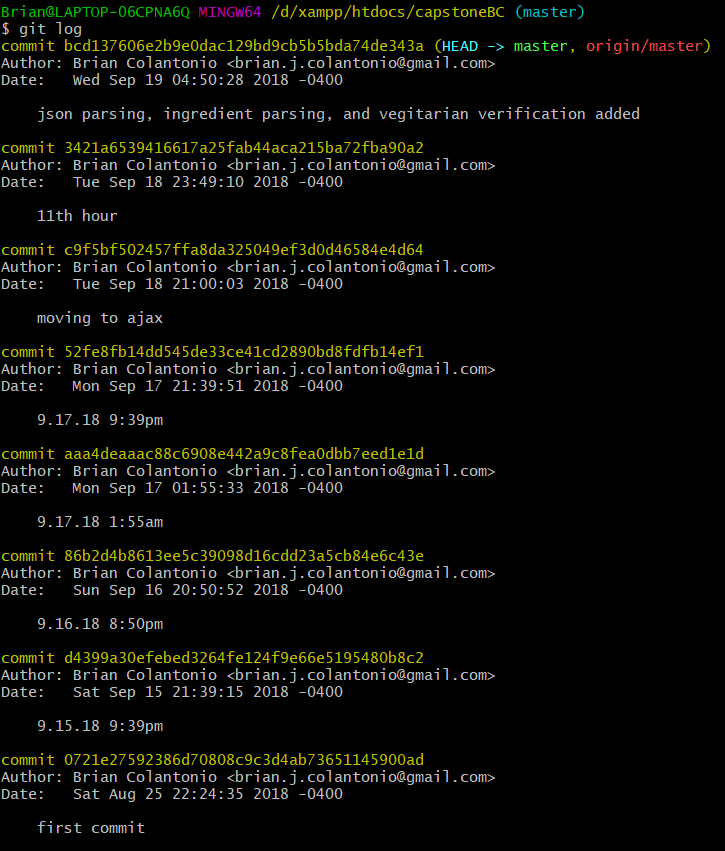 Brian@LAPTOP-O6CPNA6Q MINGW64 /d/xampp/htdocs/capstoneBC (master)
$ git log
commit bcd137606e2b9e0dac129bd9cb5b5bda74de343a (HEAD -> master, origin/master)
Author: Brian Colantonio <brian.j.colantonio@gmail.com>
Date:   Wed Sep 19 04:50:28 2018 -0400
    json parsing, ingredient parsing, and vegitarian verification added
commit 3421a6539416617a25fab44aca215ba72fba90a2
Author: Brian Colantonio <brian.j.colantonio@gmail.com>
Date:   Tue Sep 18 23:49:10 2018 -0400
    11th hour
commit c9f5bf502457ffa8da325049ef3d0d46584e4d64
Author: Brian Colantonio <brian.j.colantonio@gmail.com>
Date:   Tue Sep 18 21:00:03 2018 -0400
    moving to ajax
commit 52fe8fb14dd545de33ce41cd2890bd8fdfb14ef1
Author: Brian Colantonio <brian.j.colantonio@gmail.com>
Date:   Mon Sep 17 21:39:51 2018 -0400
    9.17.18 9:39pm
commit aaa4deaaac88c6908e442a9c8fea0dbb7eed1e1d
Author: Brian Colantonio <brian.j.colantonio@gmail.com>
Date:   Mon Sep 17 01:55:33 2018 -0400
    9.17.18 1:55am
commit 86b2d4b8613ee5c39098d16cdd23a5cb84e6c43e
Author: Brian Colantonio <brian.j.colantonio@gmail.com>
Date:   Sun Sep 16 20:50:52 2018 -0400
    9.16.18 8:50pm
commit d4399a30efebed3264fe124f9e66e5195480b8c2
Author: Brian Colantonio <brian.j.colantonio@gmail.com>
Date:   Sat Sep 15 21:39:15 2018 -0400
    9.15.18 9:39pm
commit 0721e27592386d70808c9c3d4ab73651145900ad
Author: Brian Colantonio <brian.j.colantonio@gmail.com>
Date:   Sat Aug 25 22:24:35 2018 -0400
    first commit